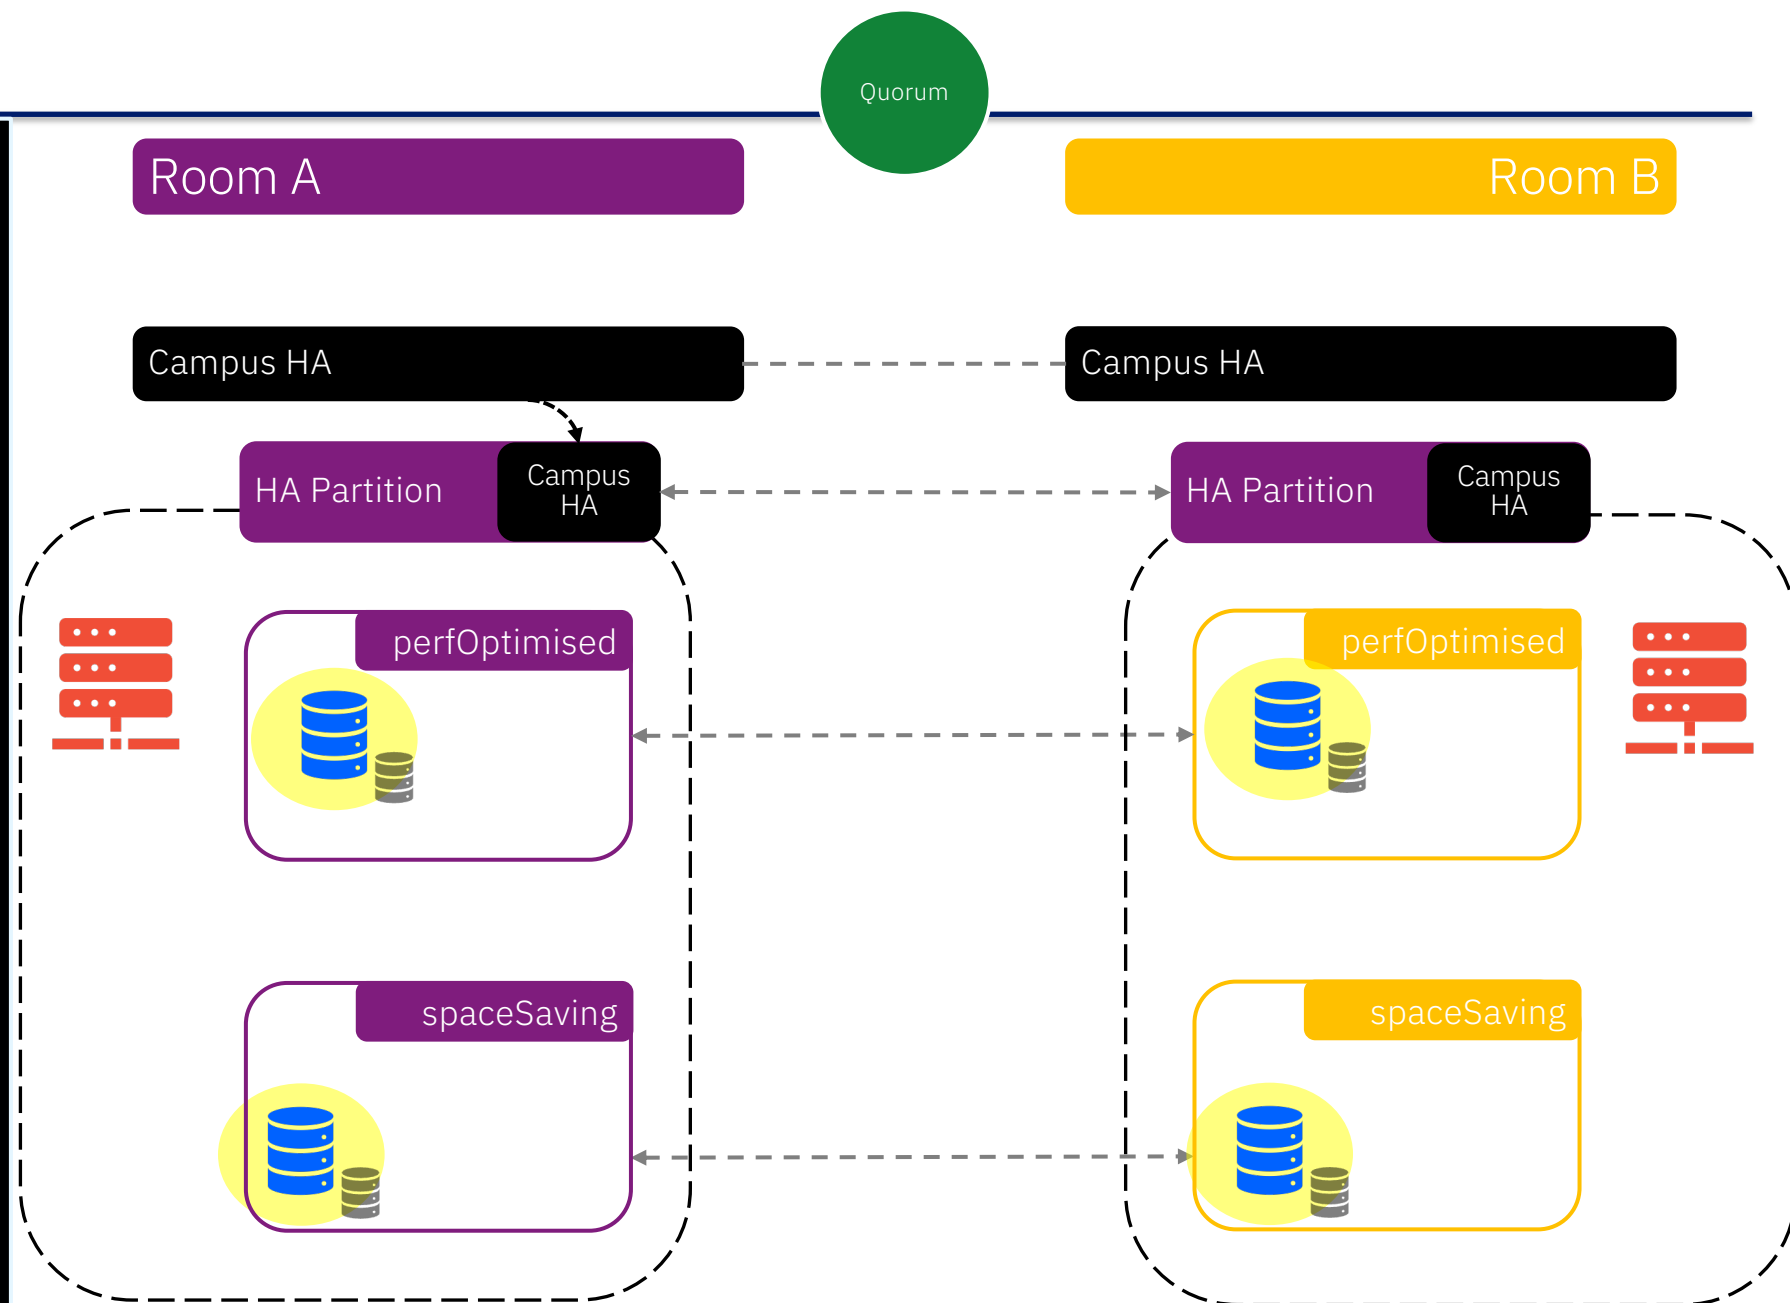 Quorum
Room A
Room B
Campus HA
Campus HA
HA Partition
Campus
HA
HA Partition
Campus
HA
perfOptimised
perfOptimised
spaceSaving
spaceSaving